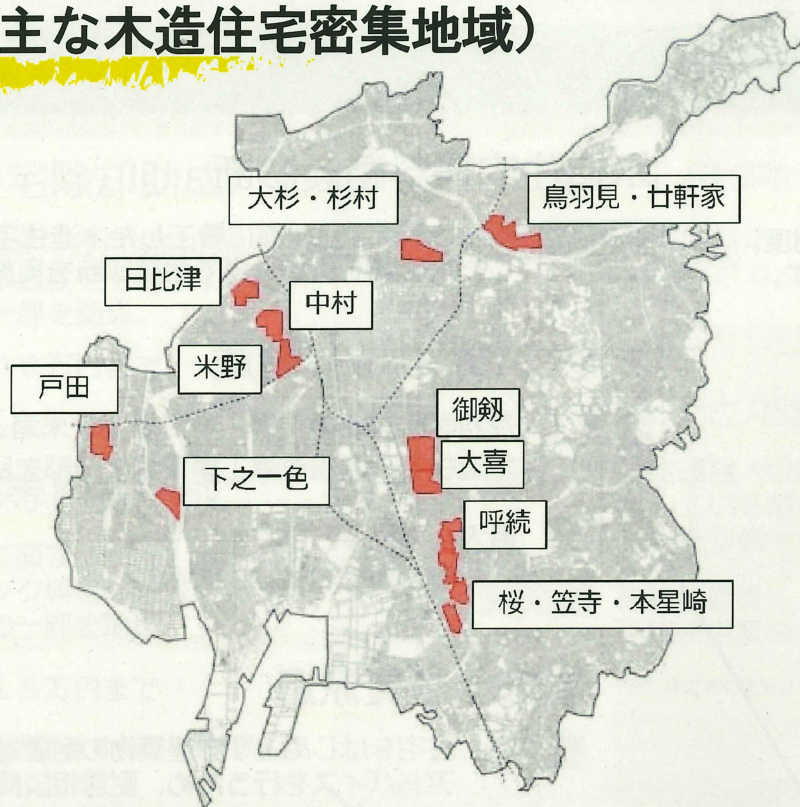 主な木造住宅密集地域）
大杉・杉村
鳥羽見・廿軒家
日比津
中村
米野
戸田
御剱
大喜
下之一色
呼続
桜・笠寺・本星崎